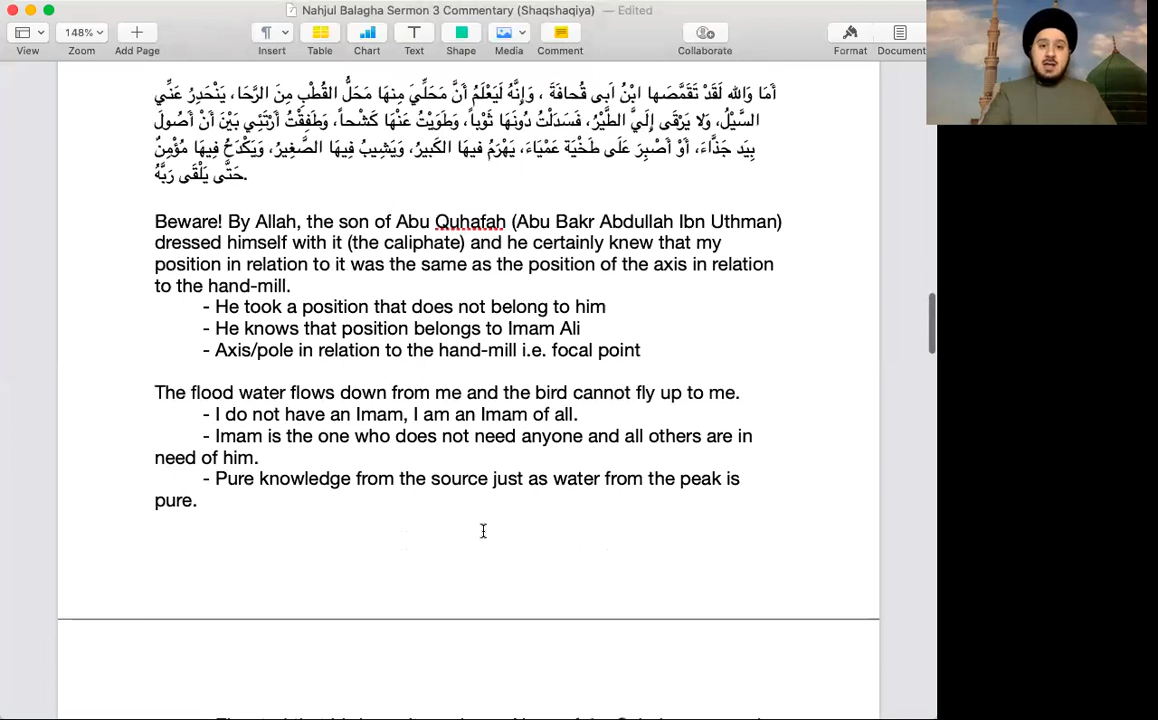 Nahjul Balagha Sermon 3 Commentary (Shaqshaqiya) — Edited
148%
View Zoom Add Page Insert Table Chart Text Shape Media Comment Collaborate Format Document
أمَا وَالله لَقَدْ تَقَمَّصَها ابْنُ اَبى قُحافَةَ ، وَإِنَّهُ لَيَعْلَمُ أَنَّ مَحَلِّيَ مِنهَا مَحَلُّ القُطْبِ مِنَ الرَّحَا، يَنْحَدِرُ عَنِّي
السَّيْلُ، وَلا يَرْقَى إِلَيَّ الطَّيْرُ، فَسَدَلْتُ دُونَهَا ثَوْباً، وَطَوَيْتُ عَنْهَا كَشْحاً، وَطَفِقْتُ أَرْتَئِي بَيْنَ أَنْ أَصُولَ
بِيَد جَذَّاءَ، أَوْ أَصْبِرَ عَلَى طَخْيَة عَمْيَاءَ، يَهْرَمُ فيهَا الكَبيرُ، وَيَشِيبُ فِيهَا الصَّغِيرُ، وَيَكْدَحُ فِيهَا مُؤْمِنٌ
حَتَّى يَلْقَى رَبَّهُ.
Beware! By Allah, the son of Abu Quhafah (Abu Bakr Abdullah Ibn Uthman)
dressed himself with it (the caliphate) and he certainly knew that my
position in relation to it was the same as the position of the axis in relation
to the hand-mill.
- He took a position that does not belong to him
- He knows that position belongs to Imam Ali
- Axis/pole in relation to the hand-mill i.e. focal point
The flood water flows down from me and the bird cannot fly up to me.
- I do not have an Imam, I am an Imam of all.
- Imam is the one who does not need anyone and all others are in
need of him.
- Pure knowledge from the source just as water from the peak is
pure.